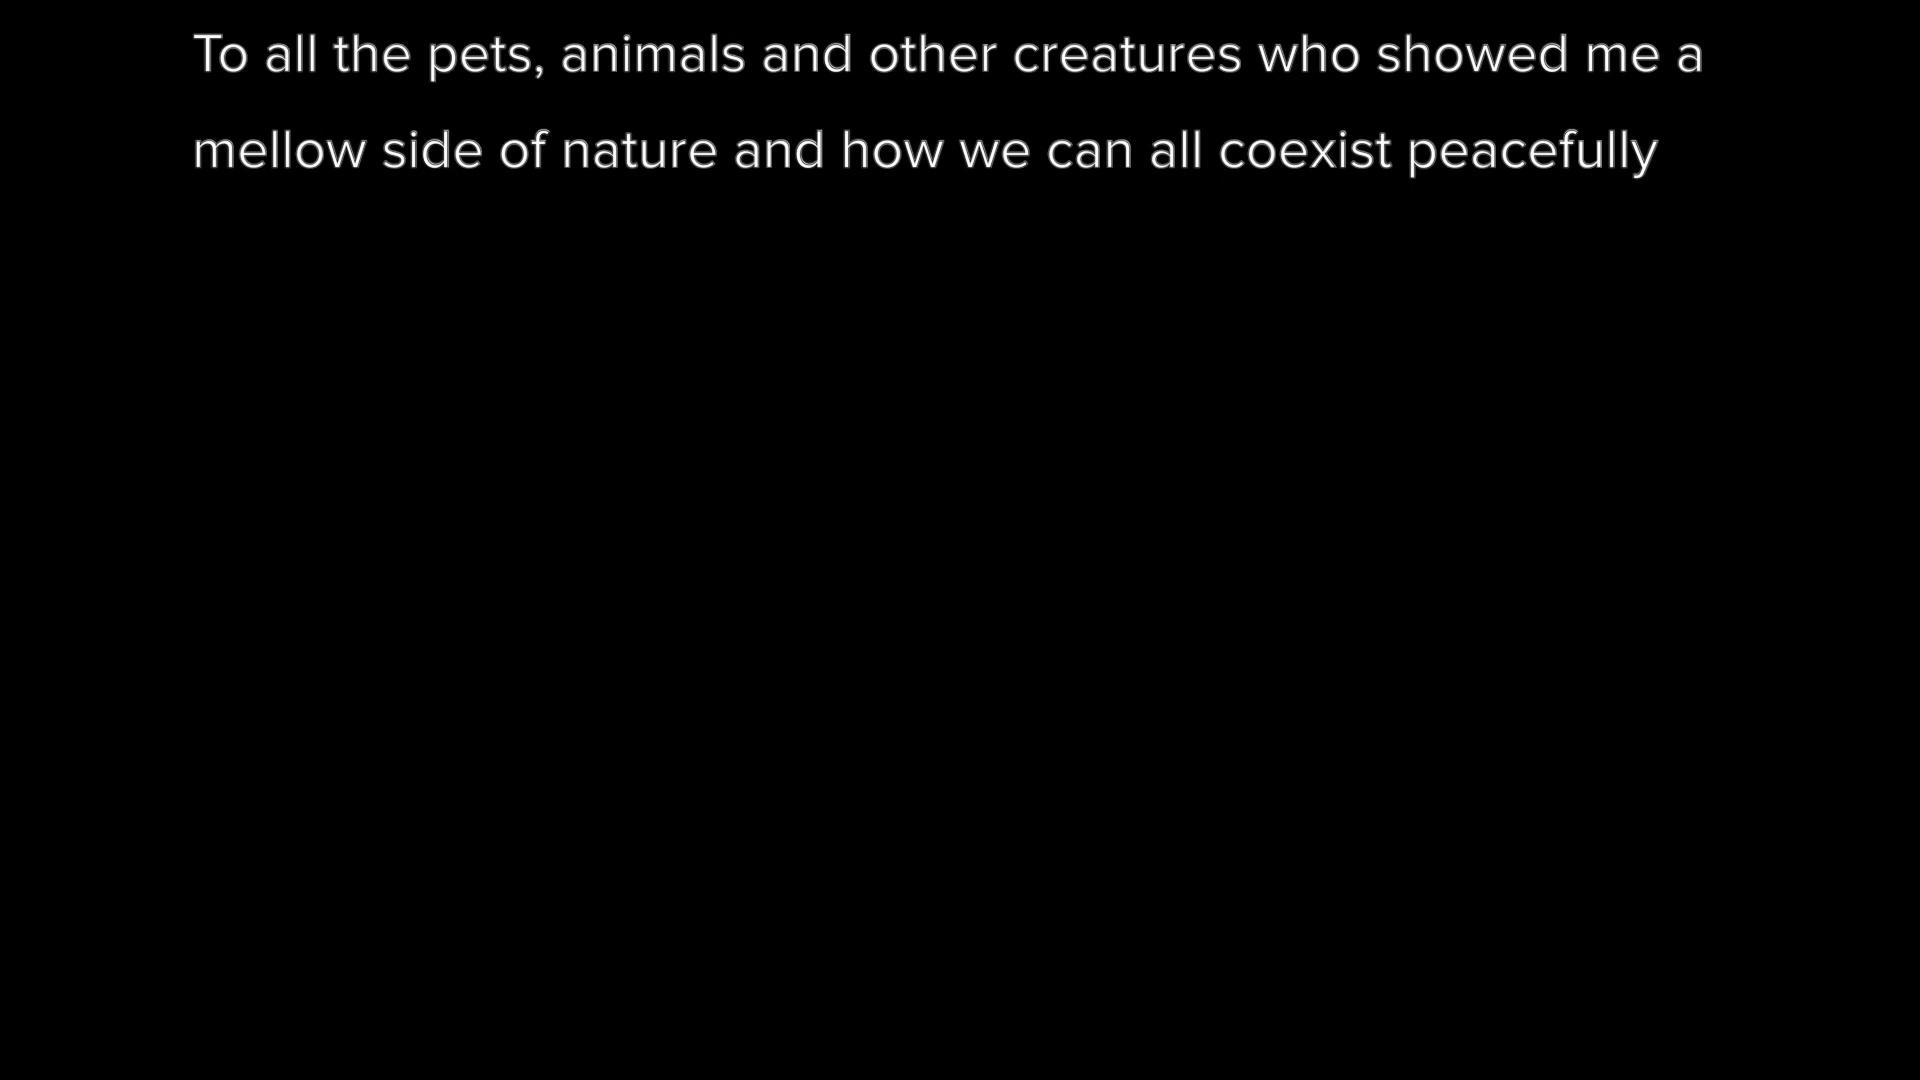 To all the pets, animals and other creatures who showed me a
mellow side of nature and how we can all coexist peacefully